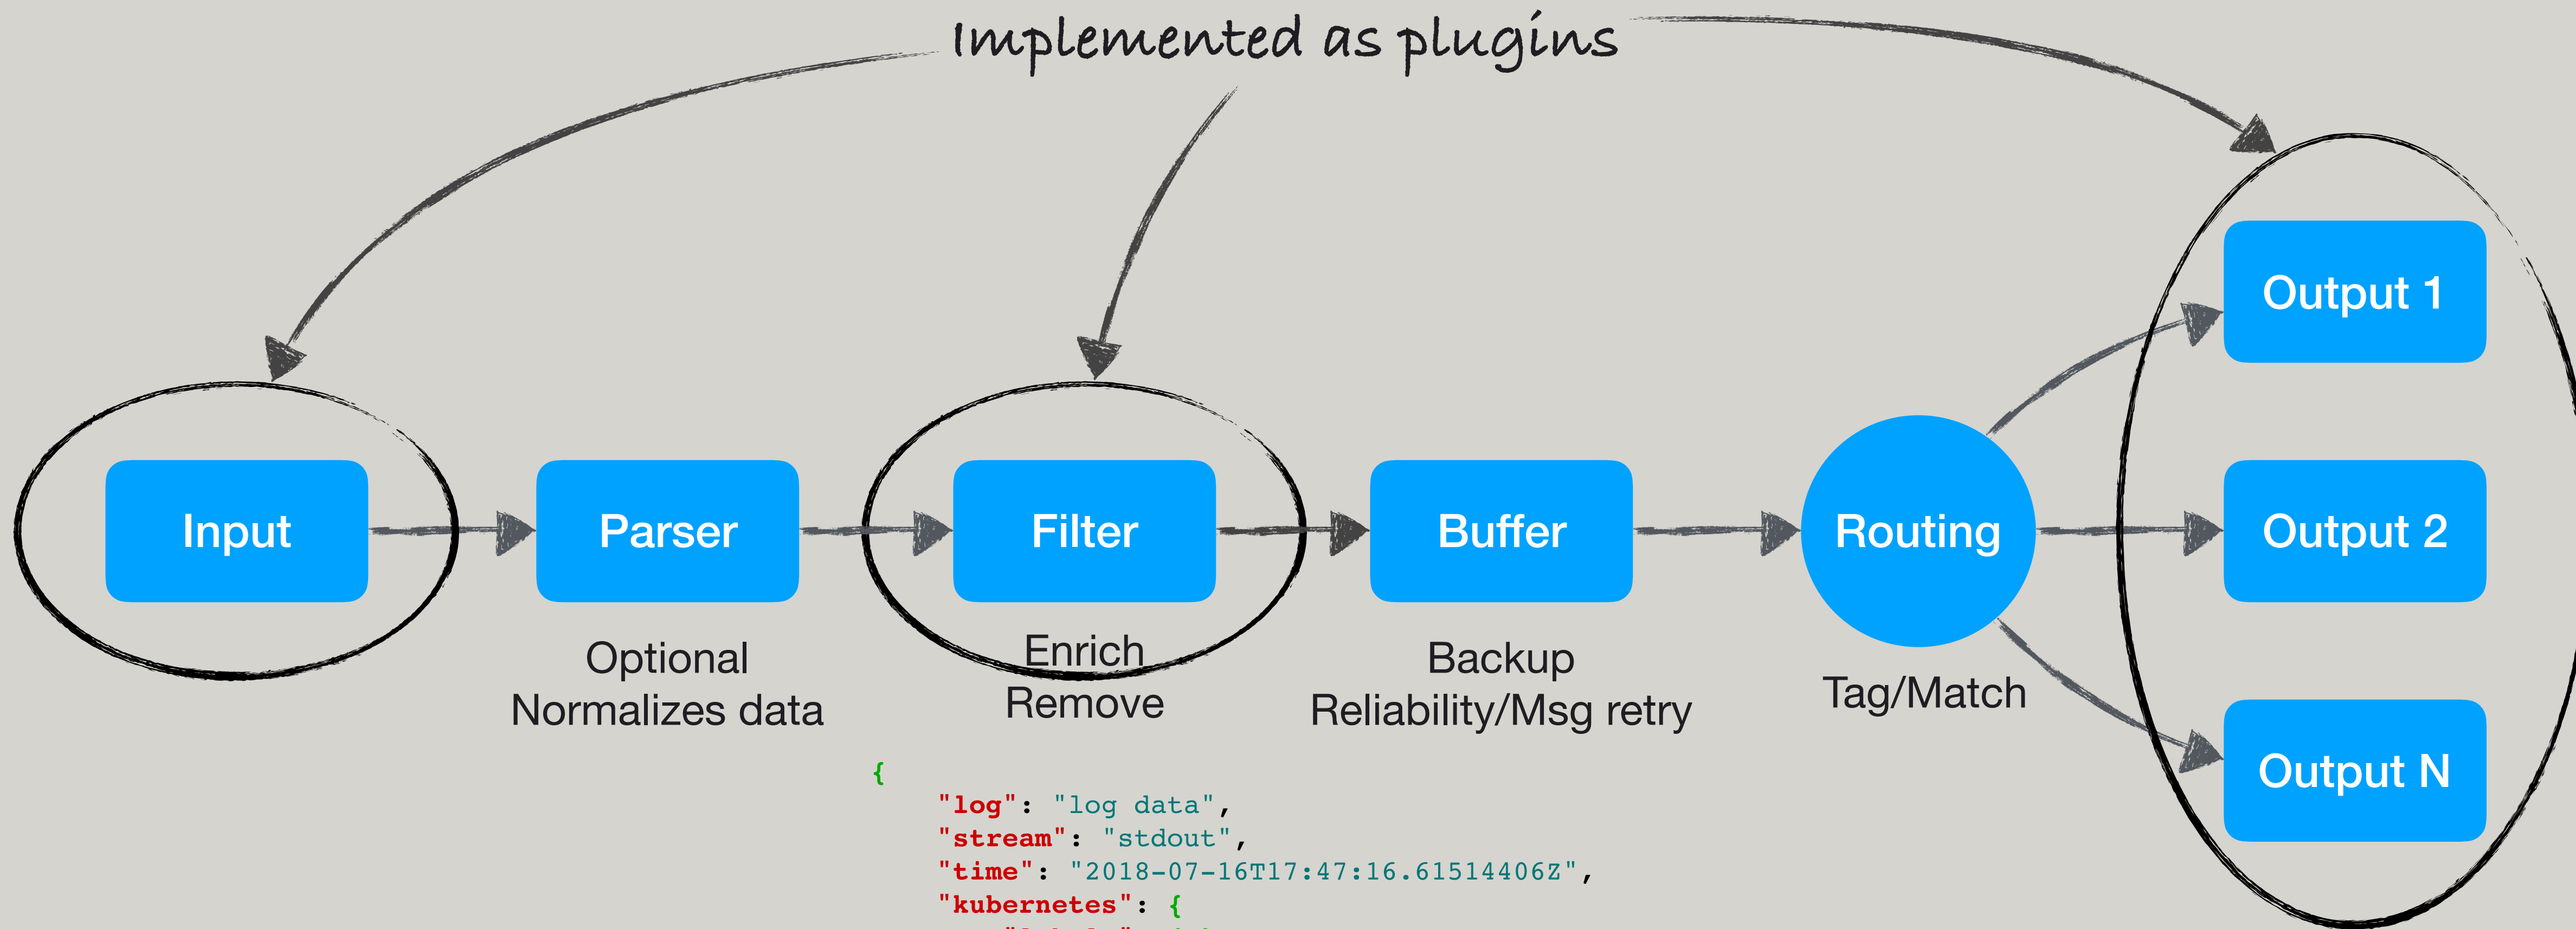 Implemented as plugins
Input
Parser
Filter
Buffer
Routing
Output 1
Output 2
Output N
Optional
Normalizes data
Enrich
Remove
Backup
Reliability/Msg retry
Tag/Match
{
"log": "log data",
"stream": "stdout",
"time": "2018-07-16T17:47:16.61514406Z",
"kubernetes": {